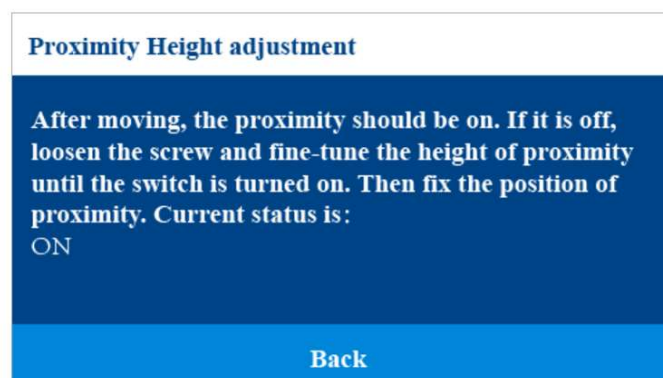 Proximity Height adjustment
After moving, the proximity should be on. If it is off,
loosen the screw and fine-tune the height of proximity
until the switch is turned on. Then fix the position of
proximity. Current status is:
ON
Back